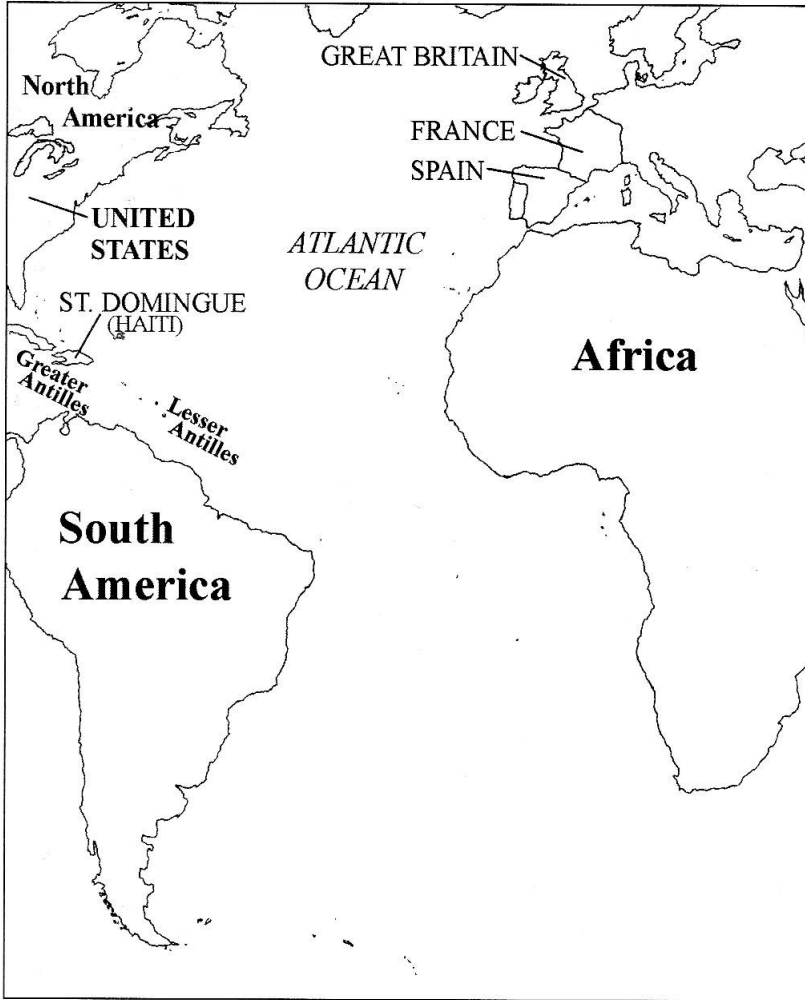 GREAT BRITAIN
North
America
FRANCE
SPAIN
UNITED
STATES
ATLANTIC
OCEAN
ST. DOMINGUE
(HAITI)
Africa
Greater
Antilles
Lesser
Antilles
South
America